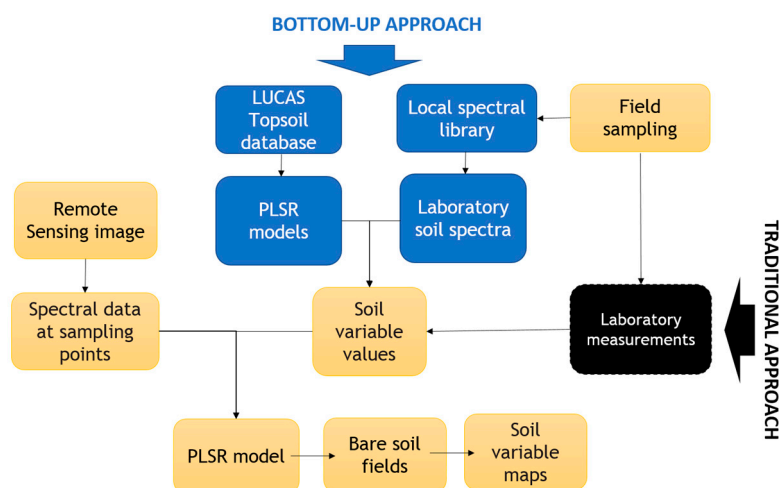 BOTTOM-UP APPROACH
LUCAS
Topsoil
database
Local spectral
library
Field
sampling
Remote
Sensing image
PLSR
models
Laboratory
soil spectra
TRADITIONAL APPROACH
Spectral data
at sampling
points
Soil
variable
values
Laboratory
measurements
PLSR model
Bare soil
fields
Soil
variable
maps